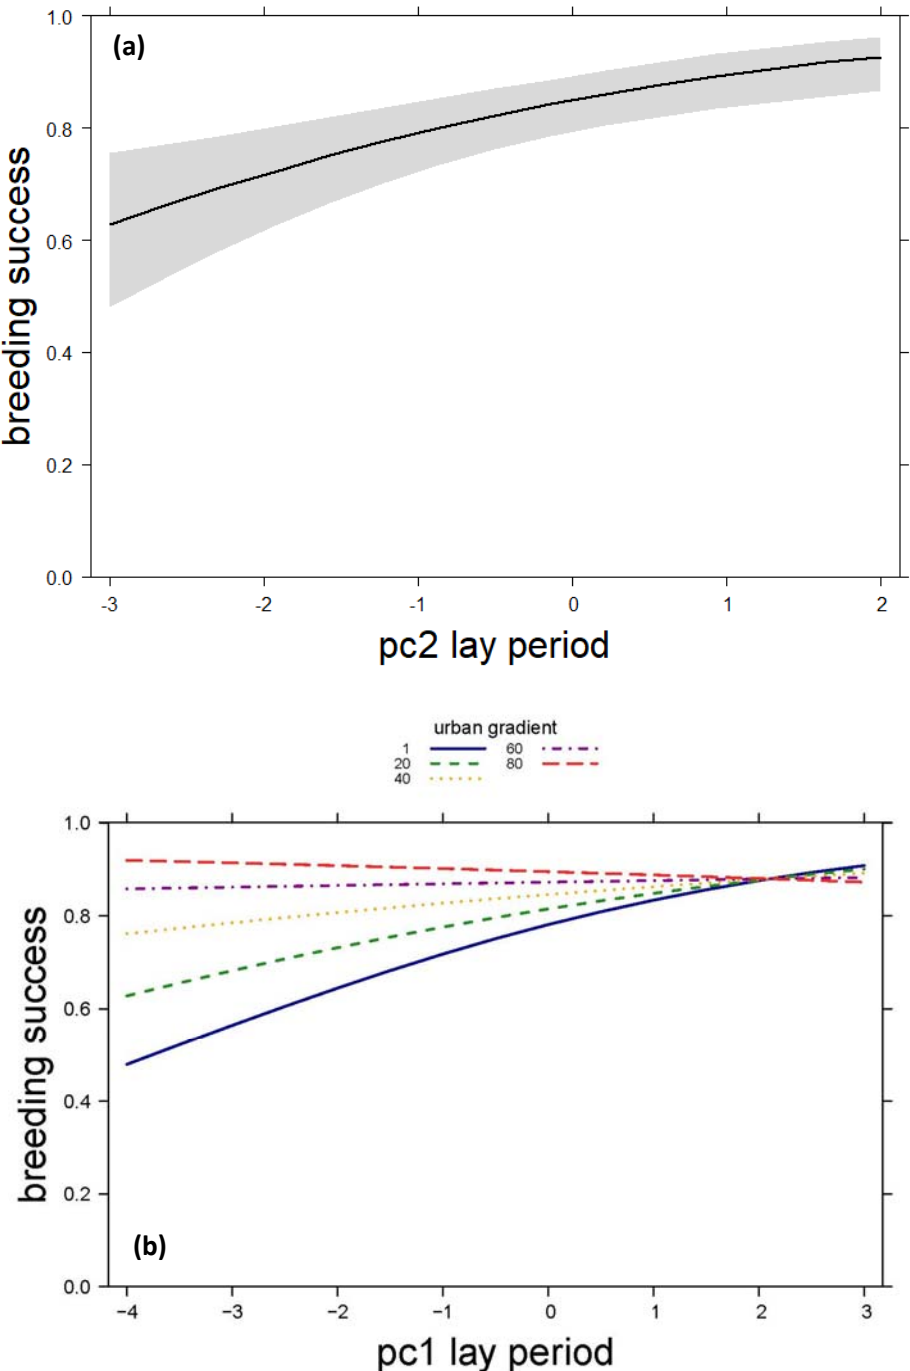 (a)
1.0
0.8
0.6
0.4
0.2
0.0
breeding success
-3 -2 -1 0 1 2
pc2 lay period
urban gradient
1 60
20 80
40
1.0
0.8
0.6
0.4
0.2
0.0
breeding success
(b)
−4 −3 −2 −1 0 1 2 3
pc1 lay period